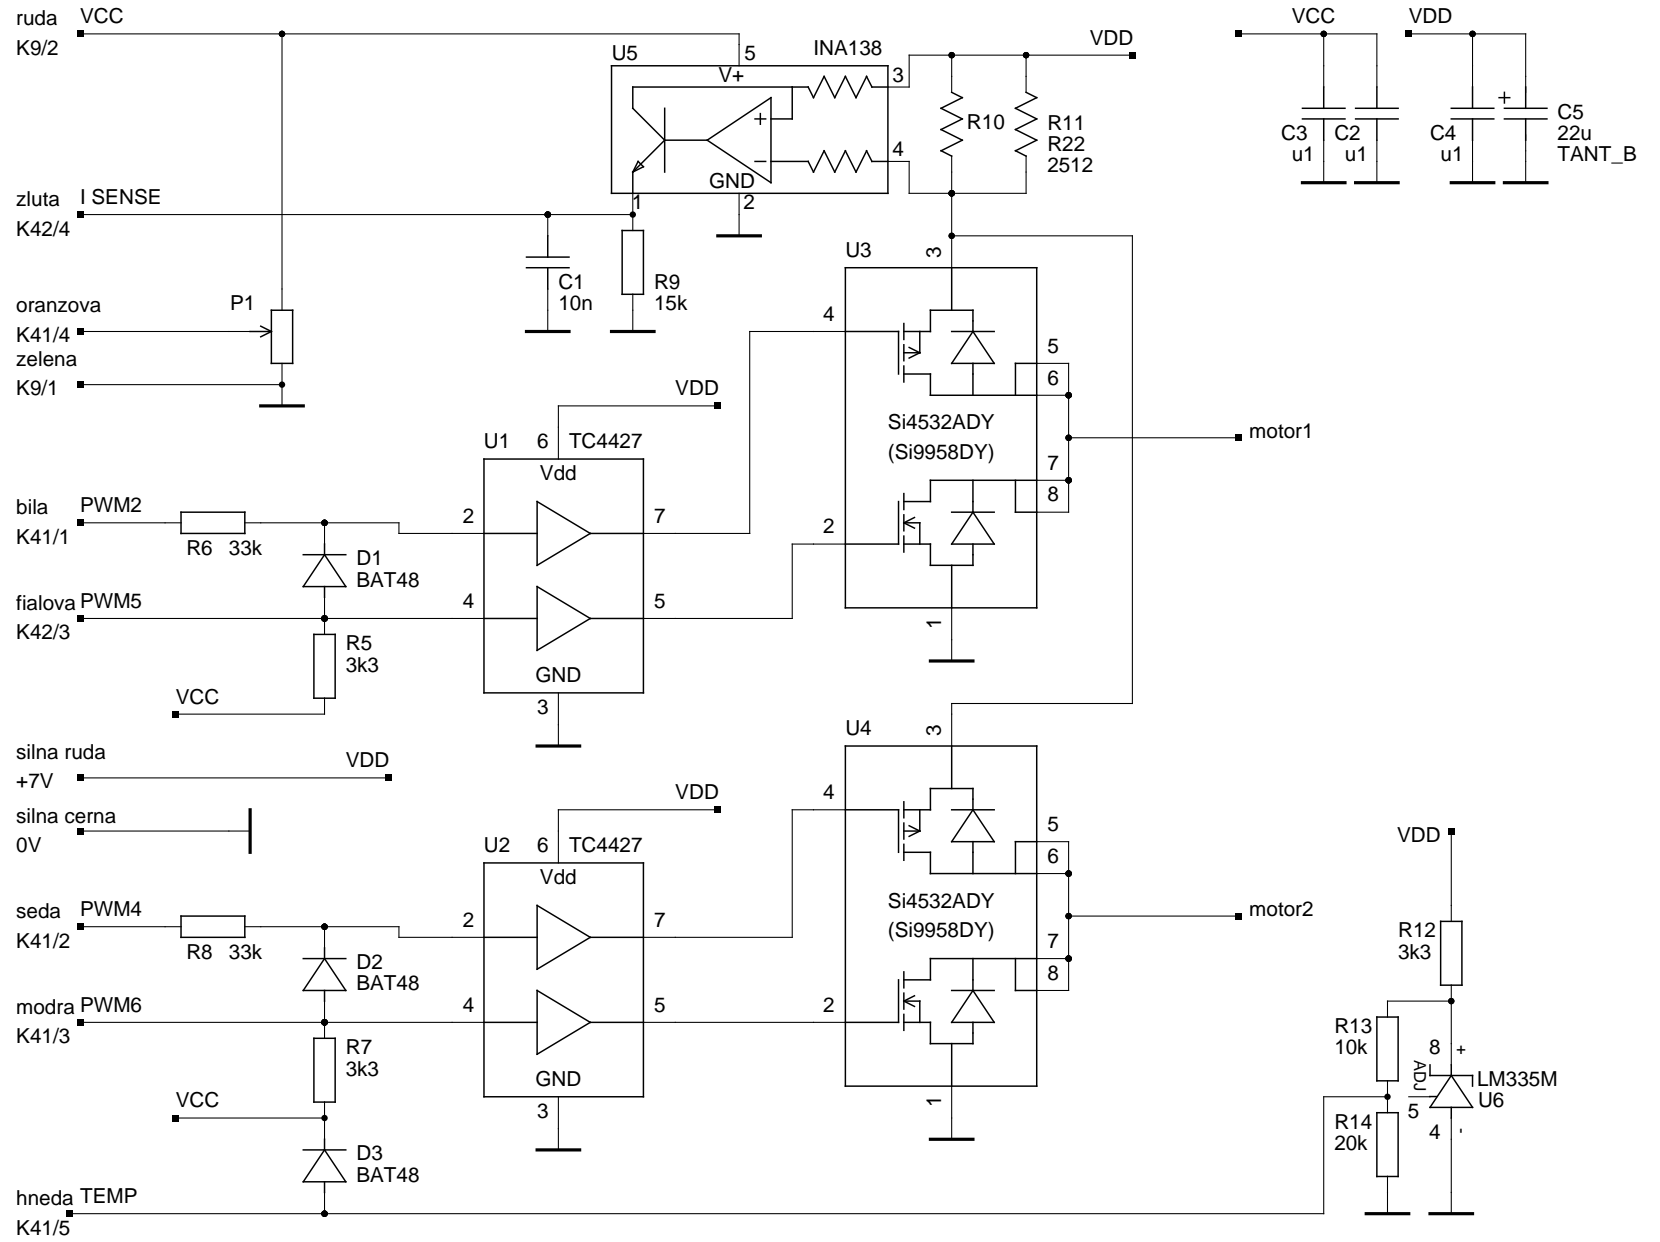 ruda VCC
K9/2
U5
5
INA138
V+
3
4
GND
1
2
VDD
R10
R11
R22
2512
VCC
VDD
C3
u1
C2
u1
C4
u1
+
C5
22u
TANT_B
zluta I SENSE
K42/4
C1
10n
R9
15k
oranzova
K41/4
P1
zelena
K9/1
U3
3
4
5
6
Si4532ADY
(Si9958DY)
7
8
2
1
motor1
VDD
U1 6 TC4427
Vdd
2
7
4
5
GND
3
bila PWM2
K41/1
R6 33k
D1
BAT48
fialova PWM5
K42/3
R5
3k3
VCC
silna ruda
+7V
VDD
silna cerna
0V
U4
3
4
5
6
Si4532ADY
(Si9958DY)
7
8
2
1
motor2
VDD
U2 6 TC4427
Vdd
2
7
4
5
GND
3
seda PWM4
K41/2
R8 33k
D2
BAT48
modra PWM6
K41/3
R7
3k3
VCC
D3
BAT48
hneda TEMP
K41/5
VDD
R12
3k3
R13
10k
ADJ
8 +
LM335M
U6
5
4 -
R14
20k